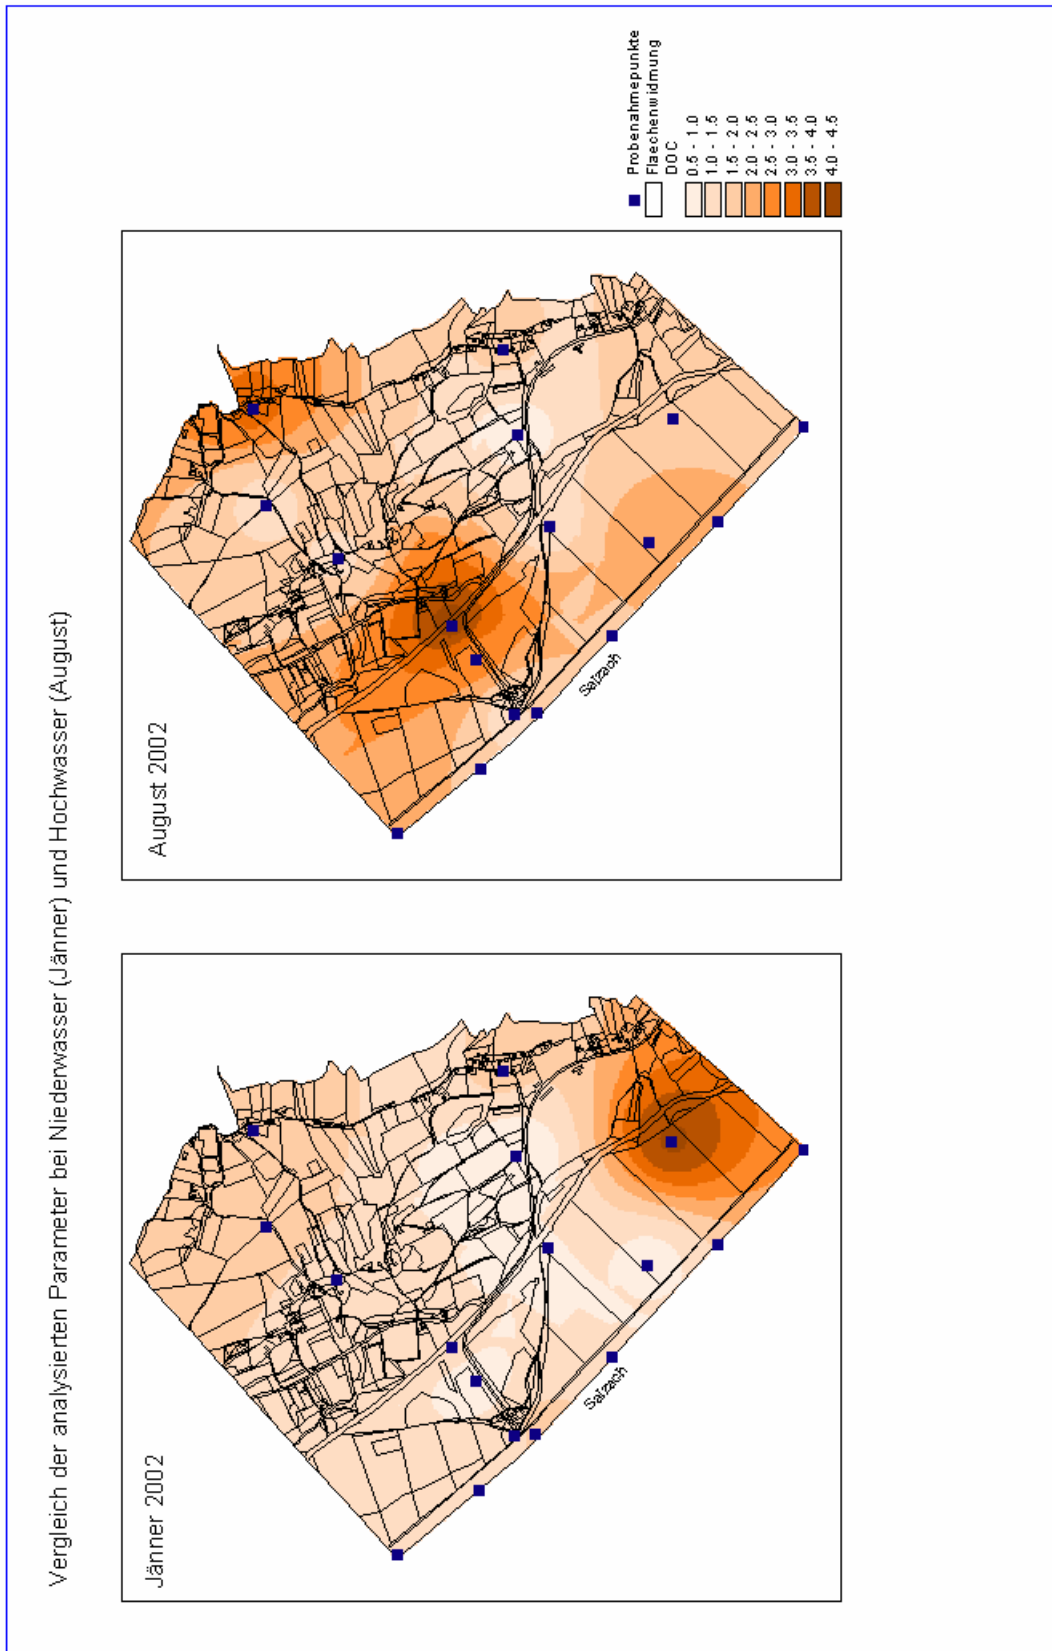 Vergleich der analysierten Parameter bei Niederwasser (Jänner) und Hochwasser (August)
Jänner 2002
Salzach
August 2002
Salzach
Probenahmepunkte
Flaechenwidmung
DOC
0.5 - 1.0
1.0 - 1.5
1.5 - 2.0
2.0 - 2.5
2.5 - 3.0
3.0 - 3.5
3.5 - 4.0
4.0 - 4.5